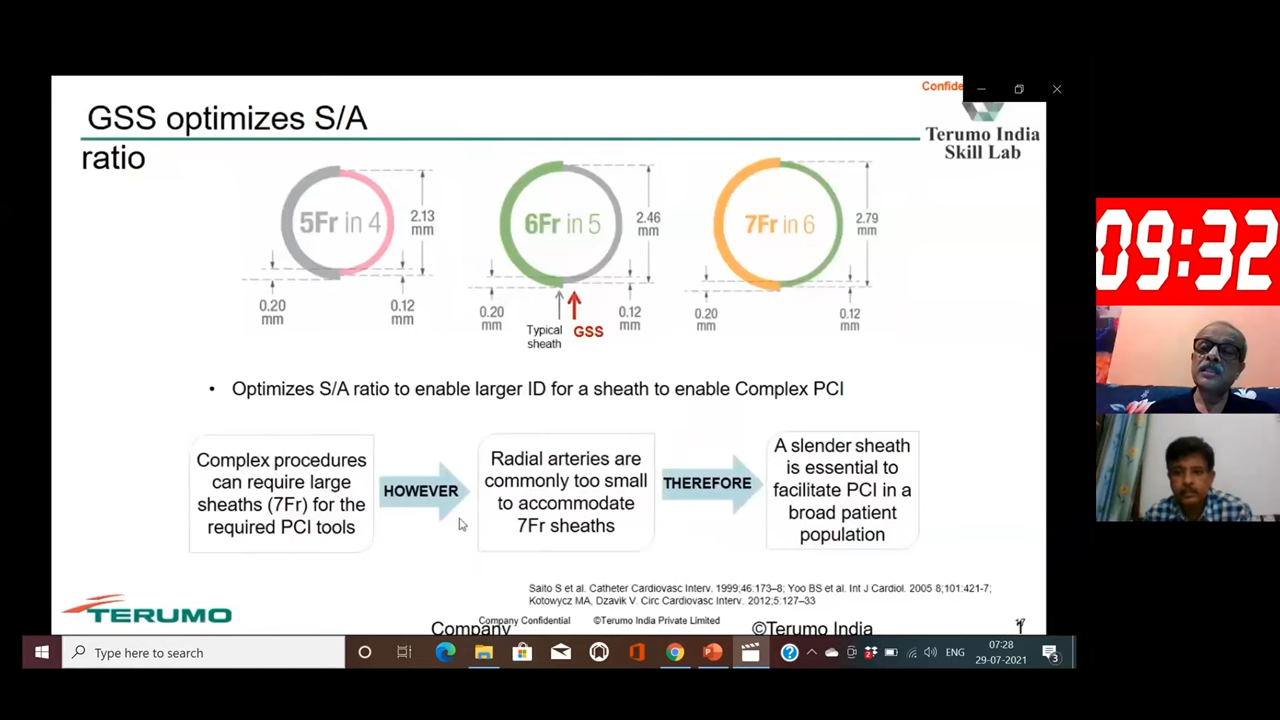 Confide
GSS optimizes S/A
ratio
Terumo India
Skill Lab
5Fr in 4
2.13
mm
0.20
mm
0.12
mm
6Fr in 5
2.46
mm
0.20
mm
Typical
sheath
GSS
0.12
mm
7Fr in 6
2.79
mm
0.20
mm
0.12
mm
09:32
• Optimizes S/A ratio to enable larger ID for a sheath to enable Complex PCI
Complex procedures
can require large
sheaths (7Fr) for the
required PCI tools
HOWEVER
Radial arteries are
commonly too small
to accommodate
7Fr sheaths
THEREFORE
A slender sheath
is essential to
facilitate PCI in a
broad patient
population
Saito S et al. Catheter Cardiovasc Interv. 1999;46:173–8; Yoo BS et al. Int J Cardiol. 2005 8;101:421-7;
Kotowycz MA, Dzavik V. Circ Cardiovasc Interv. 2012;5:127–33
TERUMO
Company Confidential ©Terumo India Private Limited
Company ©Terumo India
Type here to search
ENG
07:28
29-07-2021
3